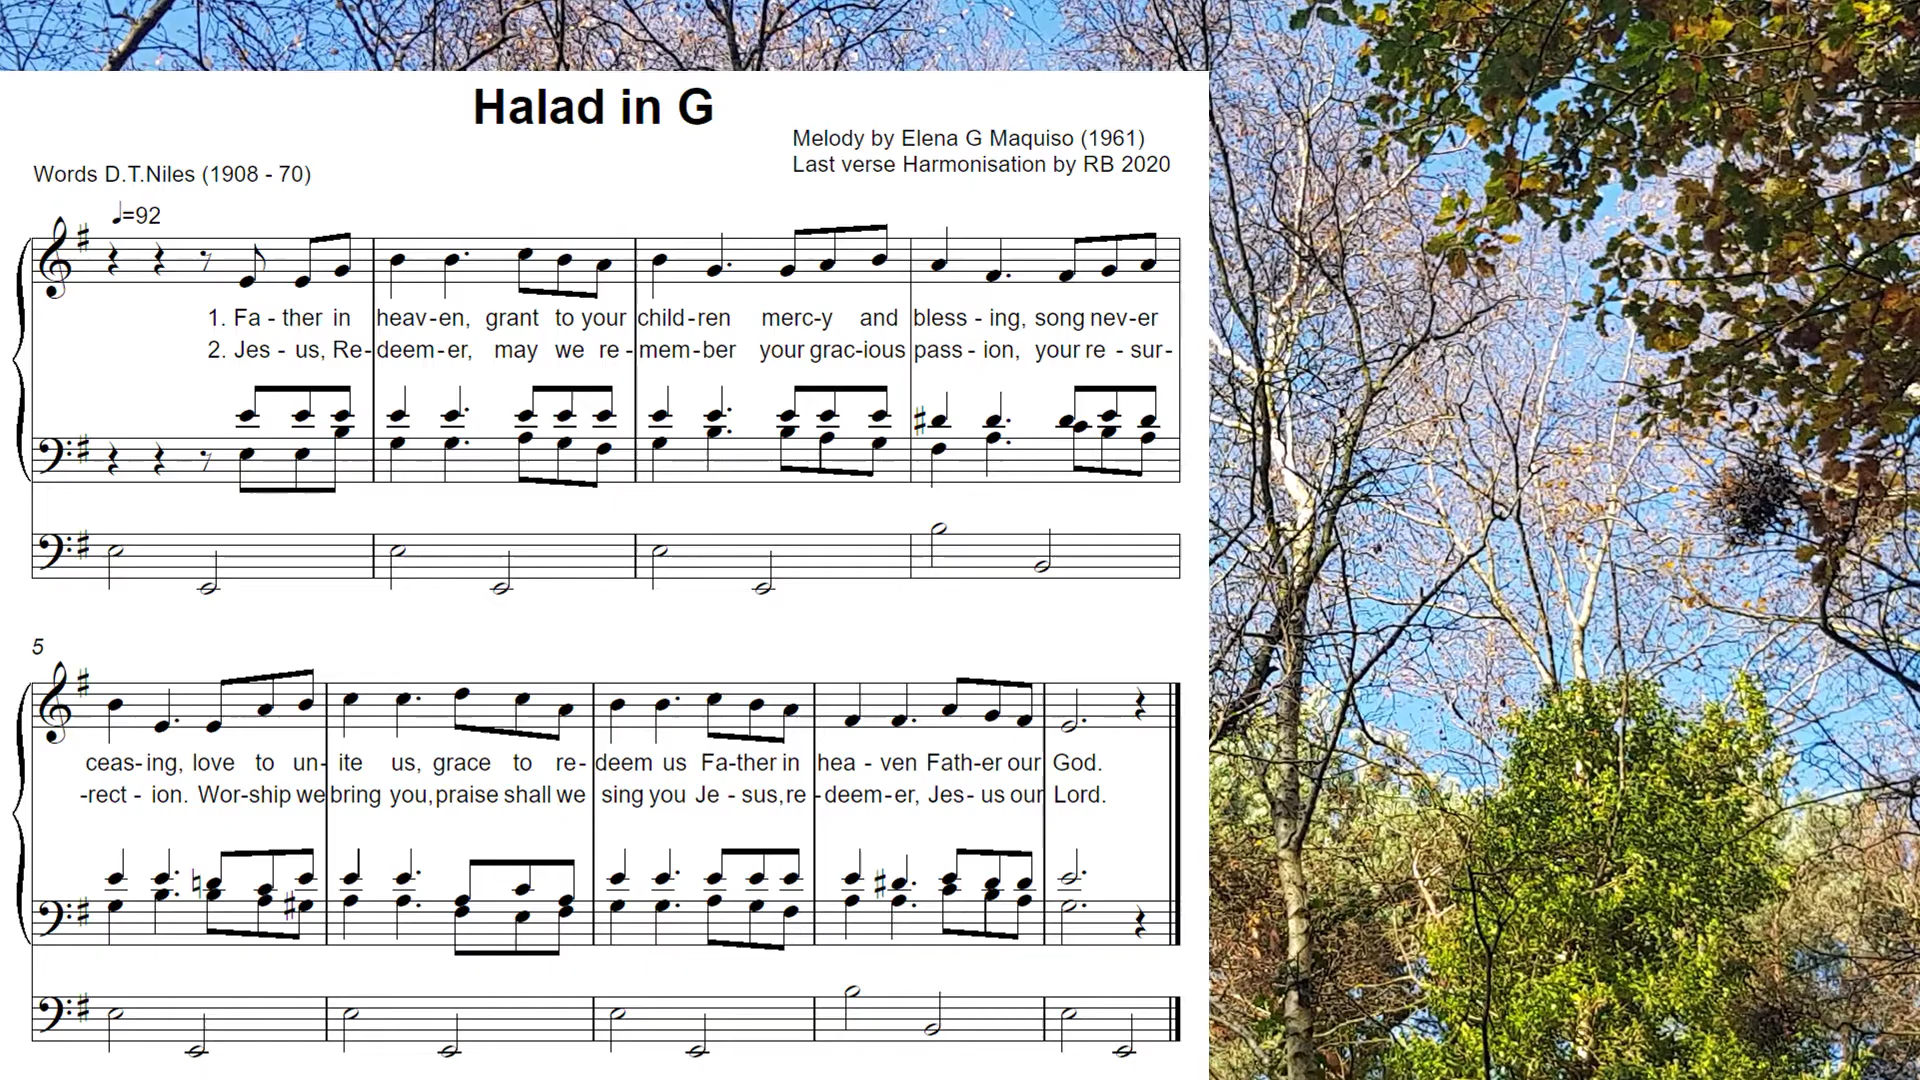 Halad in G
Melody by Elena G Maquiso (1961)
Last verse Harmonisation by RB 2020
Words D.T.Niles (1908 - 70)
♩=92
1. Fa - ther in heav-en, grant to your child-ren merc-y and bless - ing, song nev-er
2. Jes - us, Re-deem-er, may we re - mem-ber your grac-ious pass - ion, your re - sur-
5
ceas-ing, love to un-ite us, grace to re-deem us Fa-ther in hea - ven Fath-er our God.
-rect - ion. Wor-ship we bring you, praise shall we sing you Je - sus, re - deem-er, Jes- us our Lord.